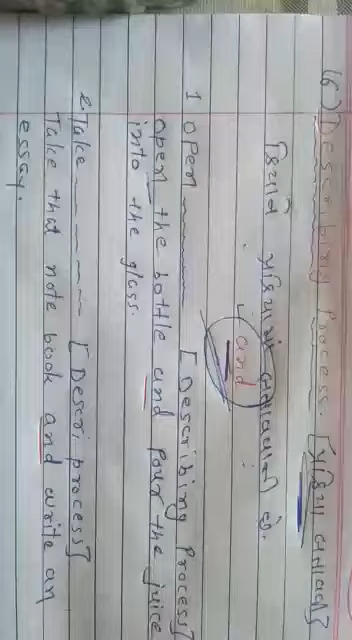 (6) Describing Process. [પ્રક્રિયા બતાવવી]
ક્રિયાની પ્રક્રિયા બતાવવાની છે.
and
1 open ——— [Describing process]
open the bottle and pour the juice
into the glass.
2. Take ———— [Descri. process]
Take that note book and write an
essay.